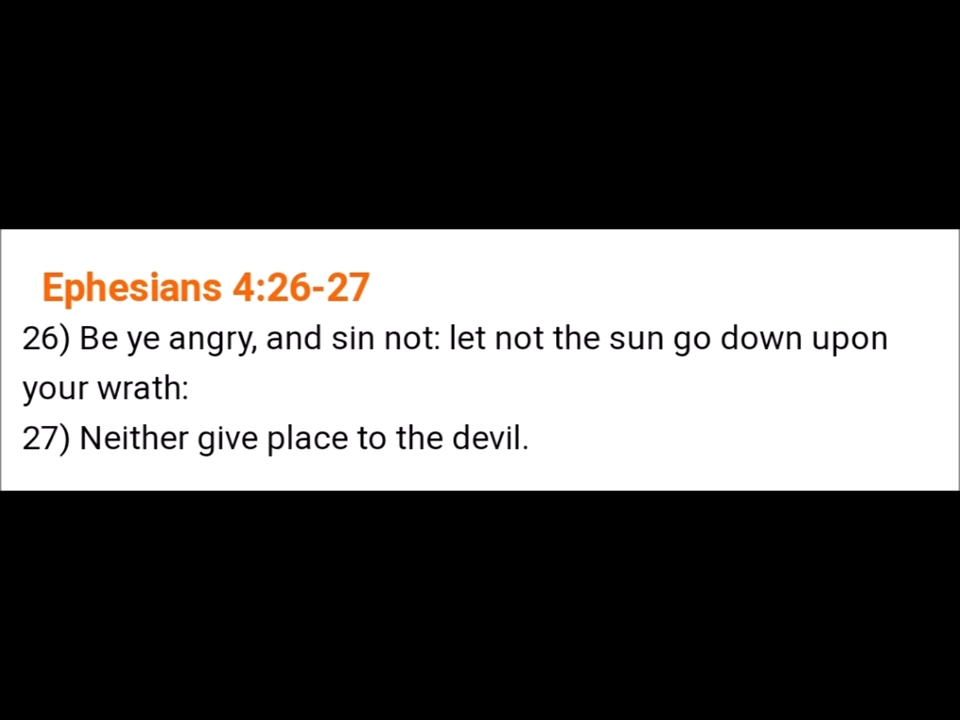 Ephesians 4:26-27
26) Be ye angry, and sin not: let not the sun go down upon
your wrath:
27) Neither give place to the devil.